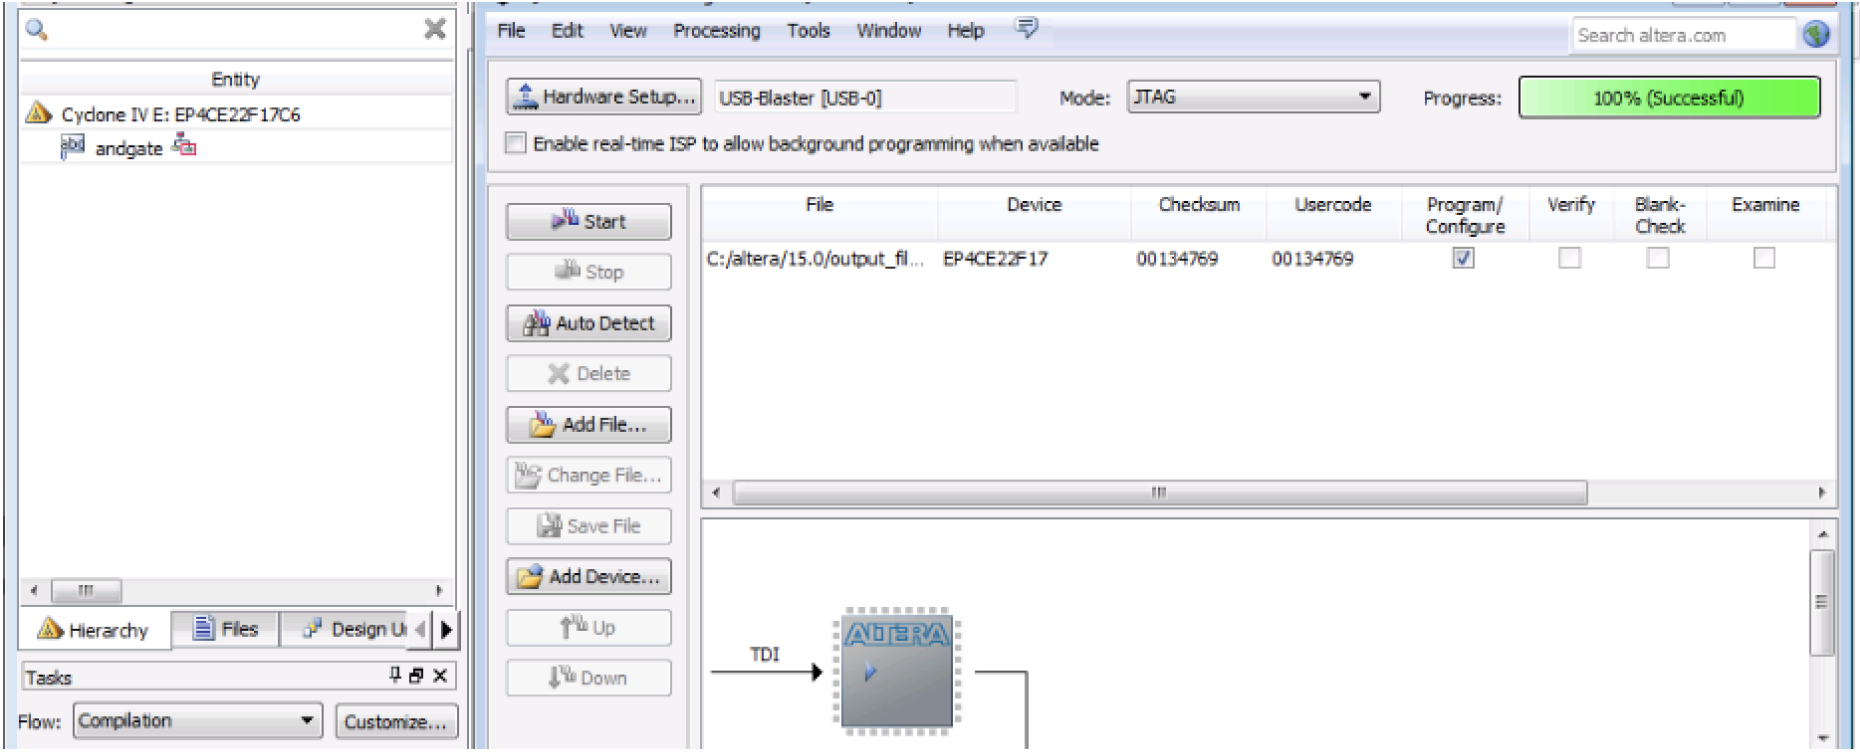 Entity
Cyclone IV E: EP4CE22F17C6
andgate
Hierarchy
Files
Design U
Tasks
Flow: Compilation Customize...
File Edit View Processing Tools Window Help
Search altera.com
Hardware Setup... USB-Blaster [USB-0] Mode: JTAG Progress: 100% (Successful)
Enable real-time ISP to allow background programming when available
Start
Stop
Auto Detect
Delete
Add File...
Change File...
Save File
Add Device...
Up
Down
File Device Checksum Usercode Program/ Verify Blank- Examine
Configure Check
C:/altera/15.0/output_fil... EP4CE22F17 00134769 00134769
TDI
ALTERA